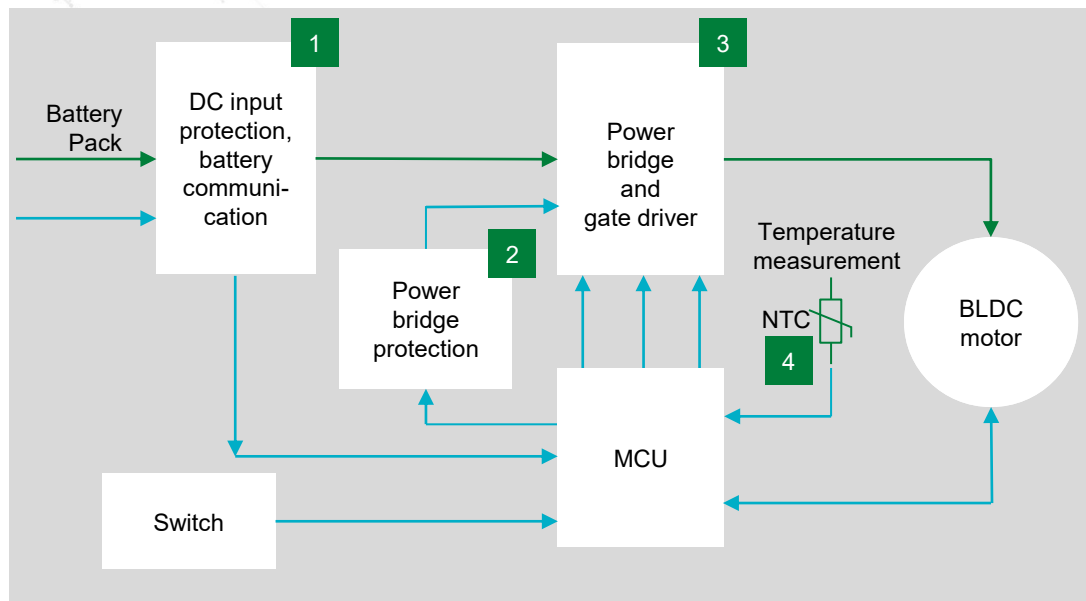 1
DC input
protection,
battery
communi-
cation
Battery
Pack
3
Power
bridge
and
gate driver
2
Power
bridge
protection
Temperature
measurement
NTC
4
BLDC
motor
MCU
Switch